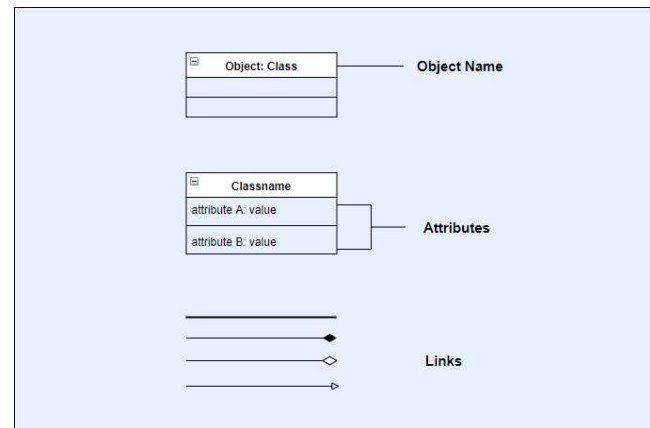 Object: Class
Object Name
Classname
attribute A: value
attribute B: value
Attributes
Links